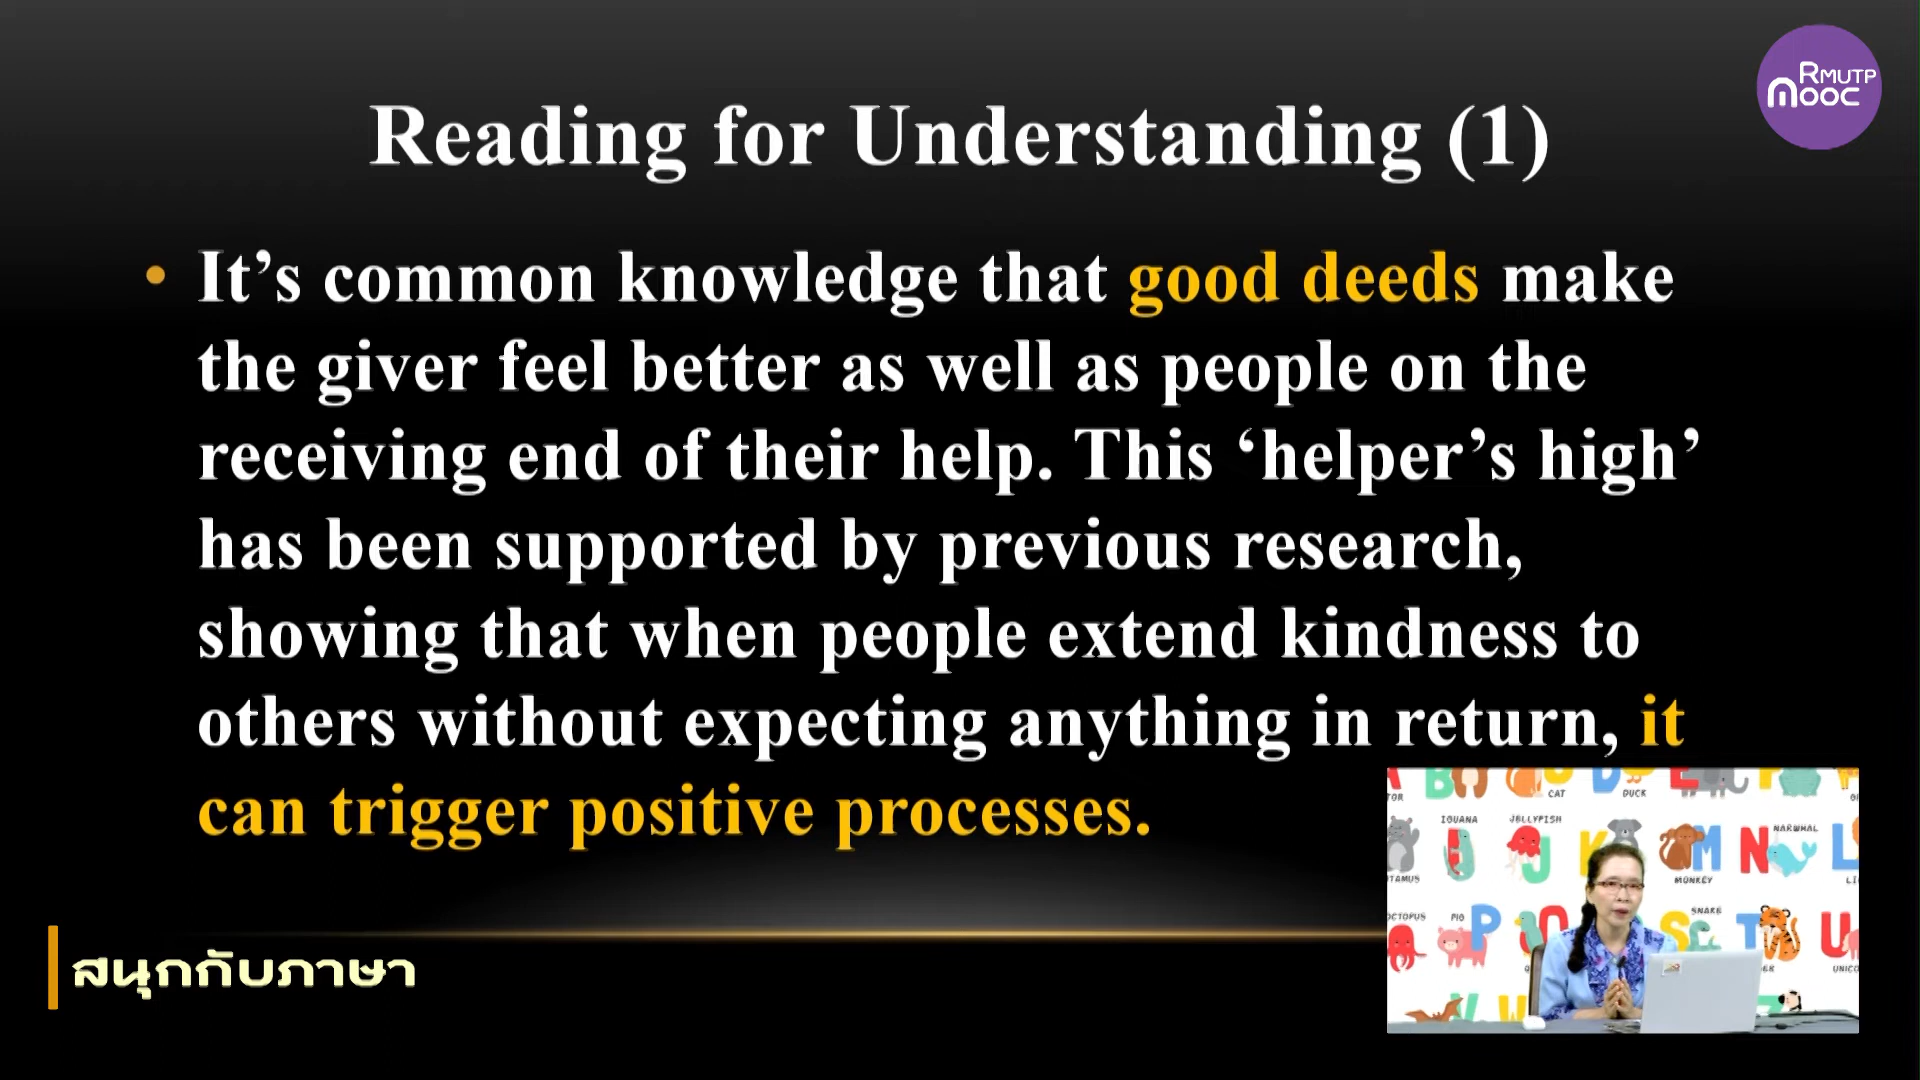 RMUTP
mooc
Reading for Understanding (1)
• It’s common knowledge that good deeds make
the giver feel better as well as people on the
receiving end of their help. This ‘helper’s high’
has been supported by previous research,
showing that when people extend kindness to
others without expecting anything in return, it
can trigger positive processes.
CAT
DUCK
IGUANA
JELLYFISH
NARWHAL
MONKEY
OCTOPUS
PIG
SNAKE
สนุกกับภาษา